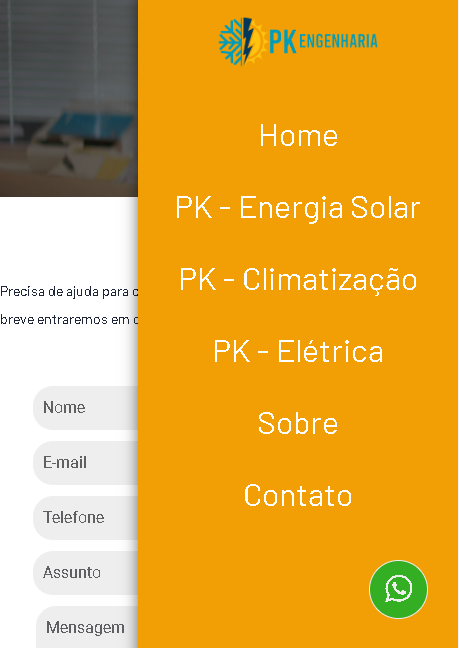 PK ENGENHARIA
Home
PK - Energia Solar
PK - Climatização
PK - Elétrica
Sobre
Contato
Precisa de ajuda para
breve entraremos em
Nome
E-mail
Telefone
Assunto
Mensagem